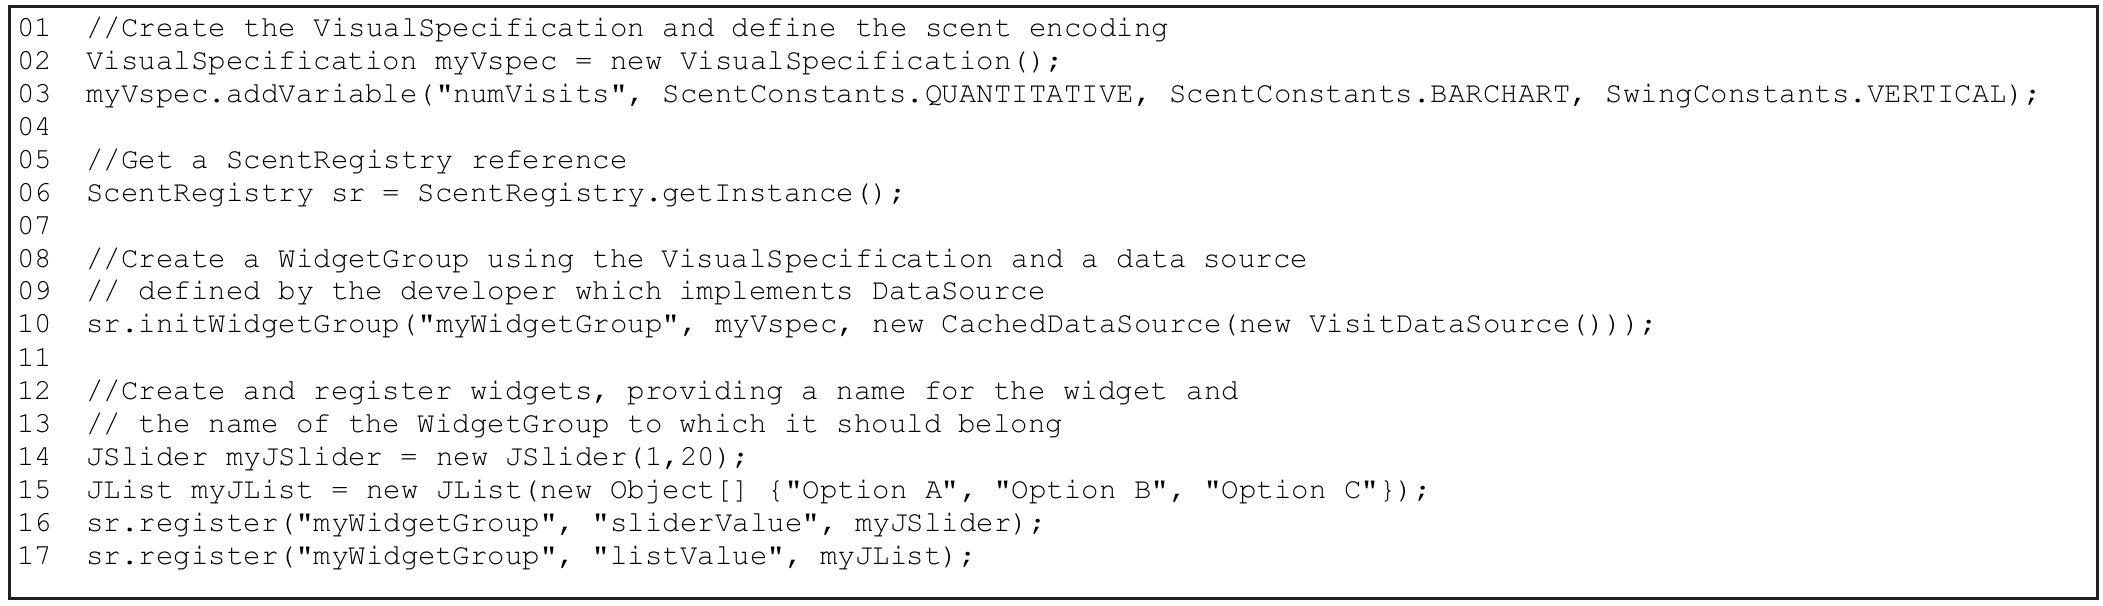 01  //Create the VisualSpecification and define the scent encoding
02  VisualSpecification myVspec = new VisualSpecification();
03  myVspec.addVariable("numVisits", ScentConstants.QUANTITATIVE, ScentConstants.BARCHART, SwingConstants.VERTICAL);
04
05  //Get a ScentRegistry reference
06  ScentRegistry sr = ScentRegistry.getInstance();
07
08  //Create a WidgetGroup using the VisualSpecification and a data source
09  // defined by the developer which implements DataSource
10  sr.initWidgetGroup("myWidgetGroup", myVspec, new CachedDataSource(new VisitDataSource()));
11
12  //Create and register widgets, providing a name for the widget and
13  // the name of the WidgetGroup to which it should belong
14  JSlider myJSlider = new JSlider(1,20);
15  JList myJList = new JList(new Object[] {"Option A", "Option B", "Option C"});
16  sr.register("myWidgetGroup", "sliderValue", myJSlider);
17  sr.register("myWidgetGroup", "listValue", myJList);